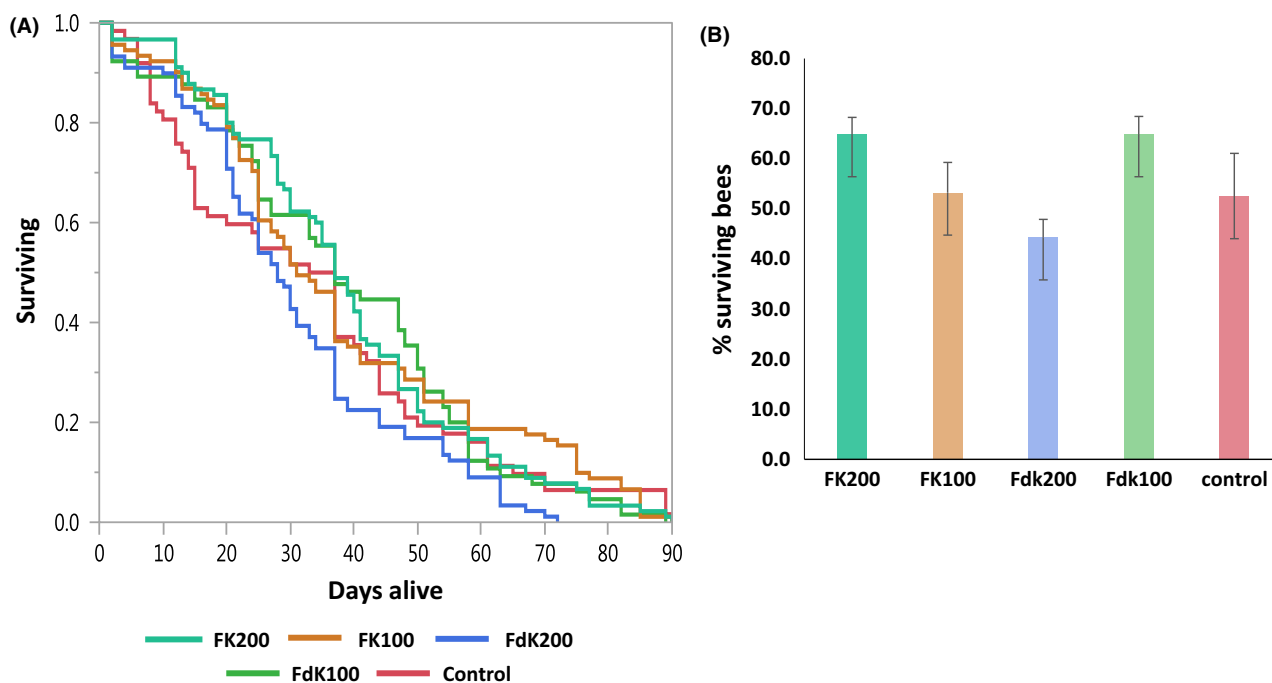 (A)
Surviving
1.0
0.8
0.6
0.4
0.2
0.0
0 10 20 30 40 50 60 70 80 90
Days alive
FK200 FK100 FdK200
FdK100 Control
(B)
% surviving bees
80.0
70.0
60.0
50.0
40.0
30.0
20.0
10.0
0.0
FK200 FK100 Fdk200 Fdk100 control